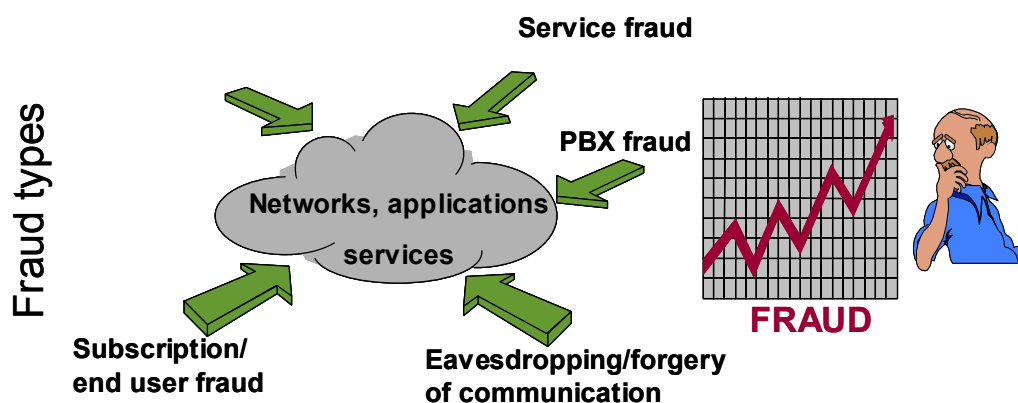 Fraud types
Service fraud
PBX fraud
Networks, applications
services
Subscription/
end user fraud
Eavesdropping/forgery
of communication
FRAUD